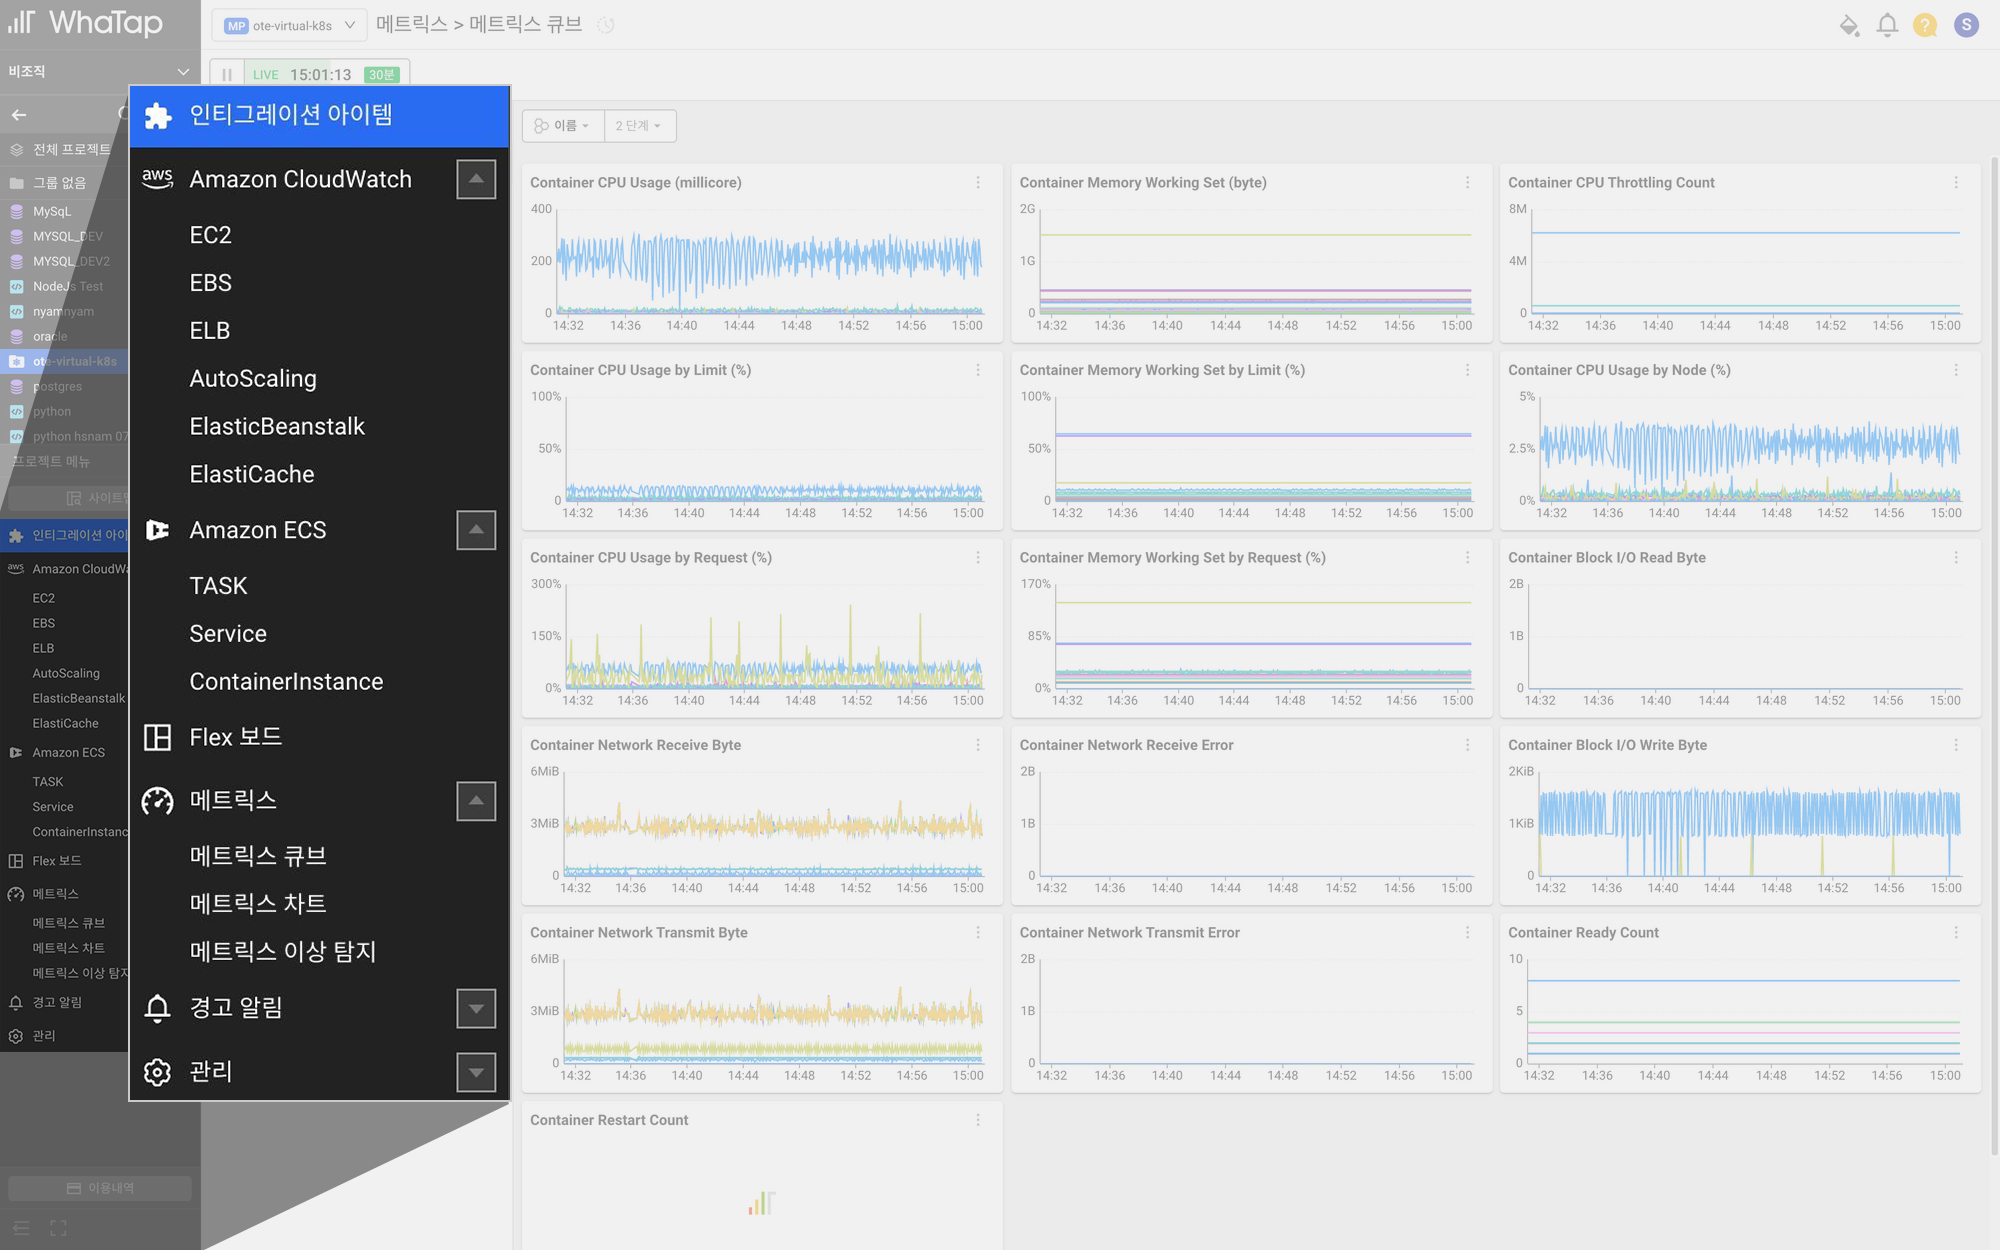 WhaTap
MP ote-virtual-k8s
메트릭스 > 메트릭스 큐브
? S
비조직
LIVE 15:01:13 30분
전체 프로젝트
그룹 없음
MySqL
MYSQL_DEV
MYSQL_DEV2
NodeJs Test
nyamnyam
oracle
ote-virtual-k8s
postgres
python
python hsnam 07
프로젝트 메뉴
인티그레이션 아이
aws Amazon CloudWa
EC2
EBS
ELB
AutoScaling
ElasticBeanstalk
ElastiCache
Amazon ECS
TASK
Service
ContainerInstanc
Flex 보드
메트릭스
메트릭스 큐브
메트릭스 차트
메트릭스 이상 탐지
경고 알림
관리
이용내역
인티그레이션 아이템
aws Amazon CloudWatch
EC2
EBS
ELB
AutoScaling
ElasticBeanstalk
ElastiCache
Amazon ECS
TASK
Service
ContainerInstance
Flex 보드
메트릭스
메트릭스 큐브
메트릭스 차트
메트릭스 이상 탐지
경고 알림
관리
이름 2 단계
Container CPU Usage (millicore)
400
200
0
14:32 14:36 14:40 14:44 14:48 14:52 14:56 15:00
Container Memory Working Set (byte)
2G
1G
0
14:32 14:36 14:40 14:44 14:48 14:52 14:56 15:00
Container CPU Throttling Count
8M
4M
0
14:32 14:36 14:40 14:44 14:48 14:52 14:56 15:00
Container CPU Usage by Limit (%)
100%
50%
0
14:32 14:36 14:40 14:44 14:48 14:52 14:56 15:00
Container Memory Working Set by Limit (%)
100%
50%
0
14:32 14:36 14:40 14:44 14:48 14:52 14:56 15:00
Container CPU Usage by Node (%)
5%
2.5%
0%
14:32 14:36 14:40 14:44 14:48 14:52 14:56 15:00
Container CPU Usage by Request (%)
300%
150%
0%
14:32 14:36 14:40 14:44 14:48 14:52 14:56 15:00
Container Memory Working Set by Request (%)
170%
85%
0%
14:32 14:36 14:40 14:44 14:48 14:52 14:56 15:00
Container Block I/O Read Byte
2B
1B
0
14:32 14:36 14:40 14:44 14:48 14:52 14:56 15:00
Container Network Receive Byte
6MiB
3MiB
0
14:32 14:36 14:40 14:44 14:48 14:52 14:56 15:00
Container Network Receive Error
2B
1B
0
14:32 14:36 14:40 14:44 14:48 14:52 14:56 15:00
Container Block I/O Write Byte
2KiB
1KiB
0
14:32 14:36 14:40 14:44 14:48 14:52 14:56 15:00
Container Network Transmit Byte
6MiB
3MiB
0
14:32 14:36 14:40 14:44 14:48 14:52 14:56 15:00
Container Network Transmit Error
2B
1B
0
14:32 14:36 14:40 14:44 14:48 14:52 14:56 15:00
Container Ready Count
10
5
0
14:32 14:36 14:40 14:44 14:48 14:52 14:56 15:00
Container Restart Count